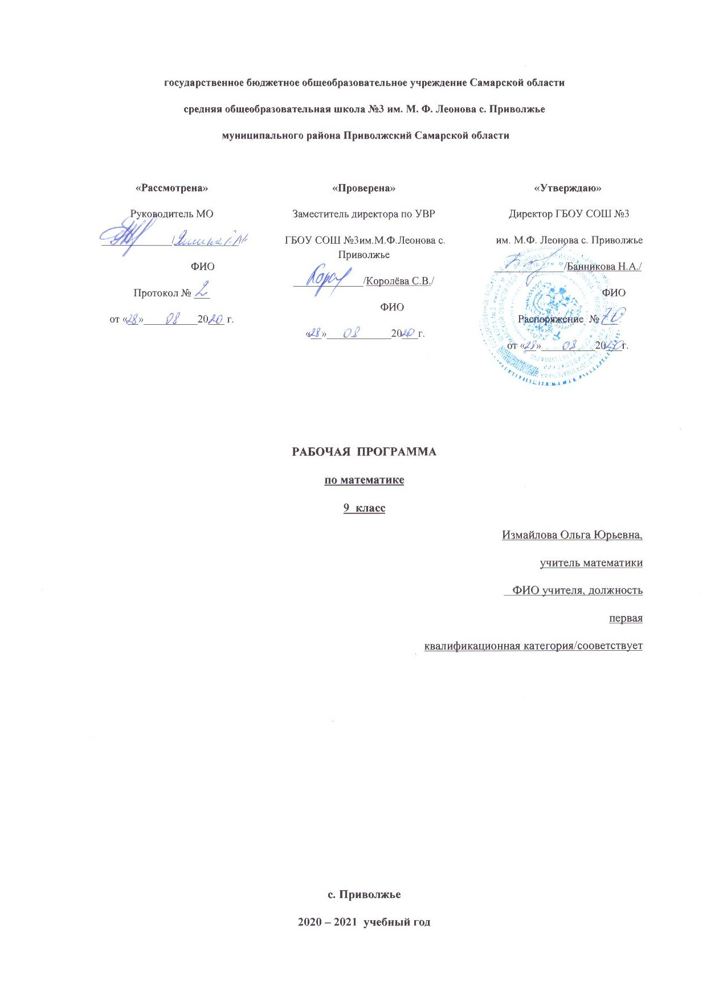 государственное бюджетное общеобразовательное учреждение Самарской области
средняя общеобразовательная школа №3 им. М. Ф. Леонова с. Приволжье
муниципального района Приволжский Самарской области
«Рассмотрена»
Руководитель МО
/
ФИО
Протокол № 2
от «28» 08 2020 г.
«Проверена»
Заместитель директора по УВР
ГБОУ СОШ №3им.М.Ф.Леонова с.
Приволжье
/Королёва С.В./
ФИО
«28» 08 2020г.
«Утверждаю»
Директор ГБОУ СОШ №3
им. М.Ф. Леонова с. Приволжье
/Банникова Н.А./
ФИО
Распоряжение № 70
от «28» 08 2020г.
РАБОЧАЯ ПРОГРАММА
по математике
9 класс
Измайлова Ольга Юрьевна,
учитель математики
ФИО учителя, должность
первая
квалификационная категория/сооветствует
с. Приволжье
2020 – 2021 учебный год